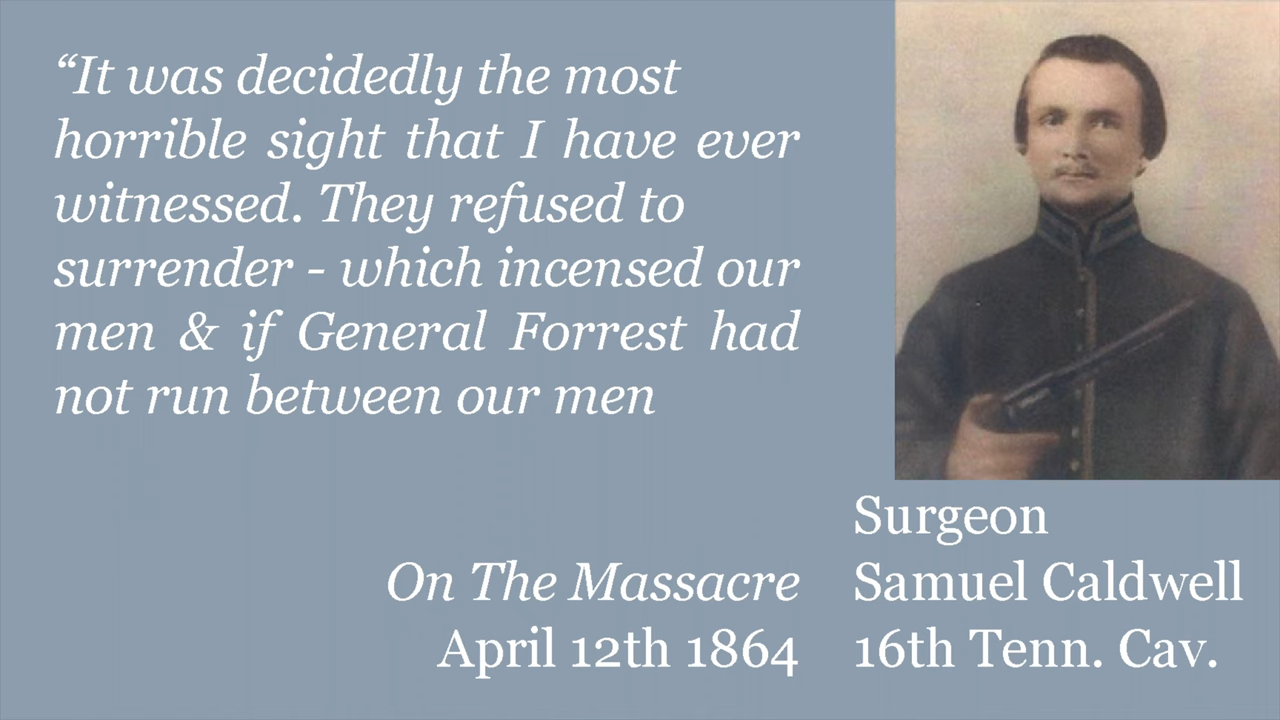 “It was decidedly the most
horrible sight that I have ever
witnessed. They refused to
surrender - which incensed our
men & if General Forrest had
not run between our men
On The Massacre
April 12th 1864
Surgeon
Samuel Caldwell
16th Tenn. Cav.